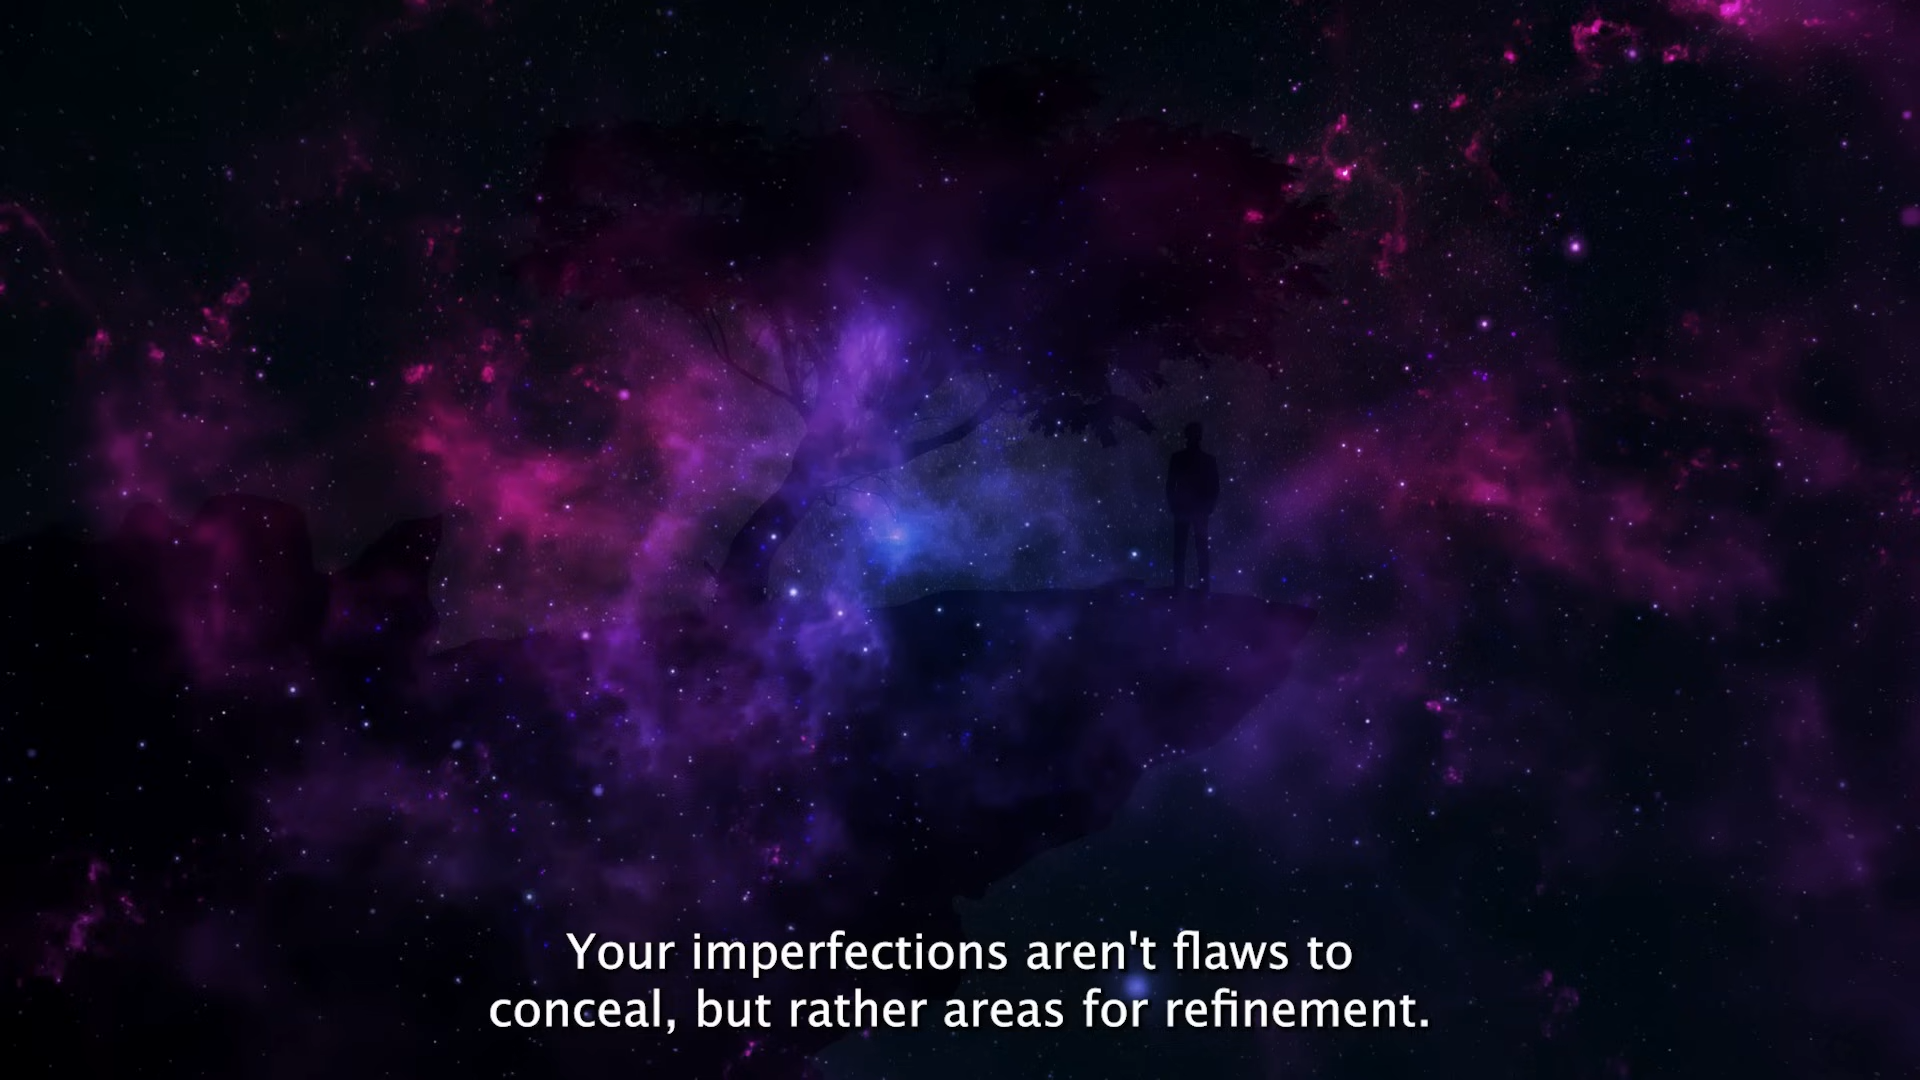 Your imperfections aren't flaws to
conceal, but rather areas for refinement.